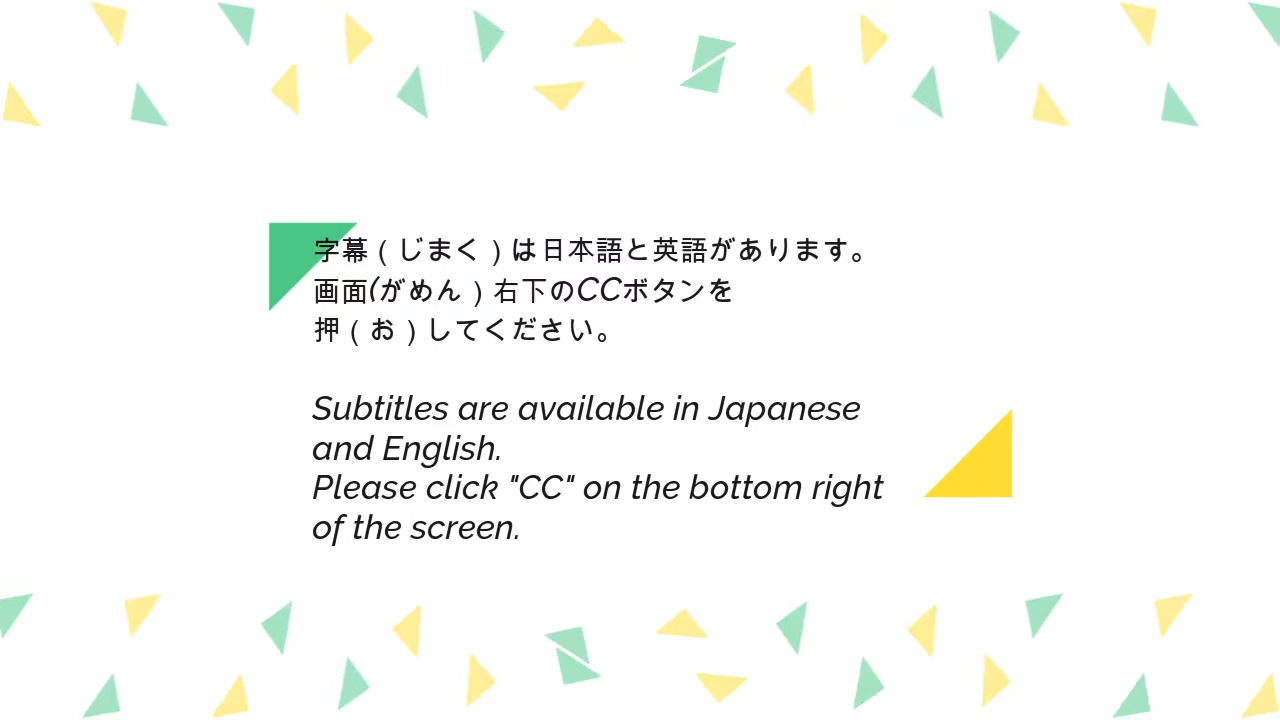 字幕（じまく）は日本語と英語があります。
画面(がめん）右下のCCボタンを
押（お）してください。
Subtitles are available in Japanese
and English.
Please click "CC" on the bottom right
of the screen.